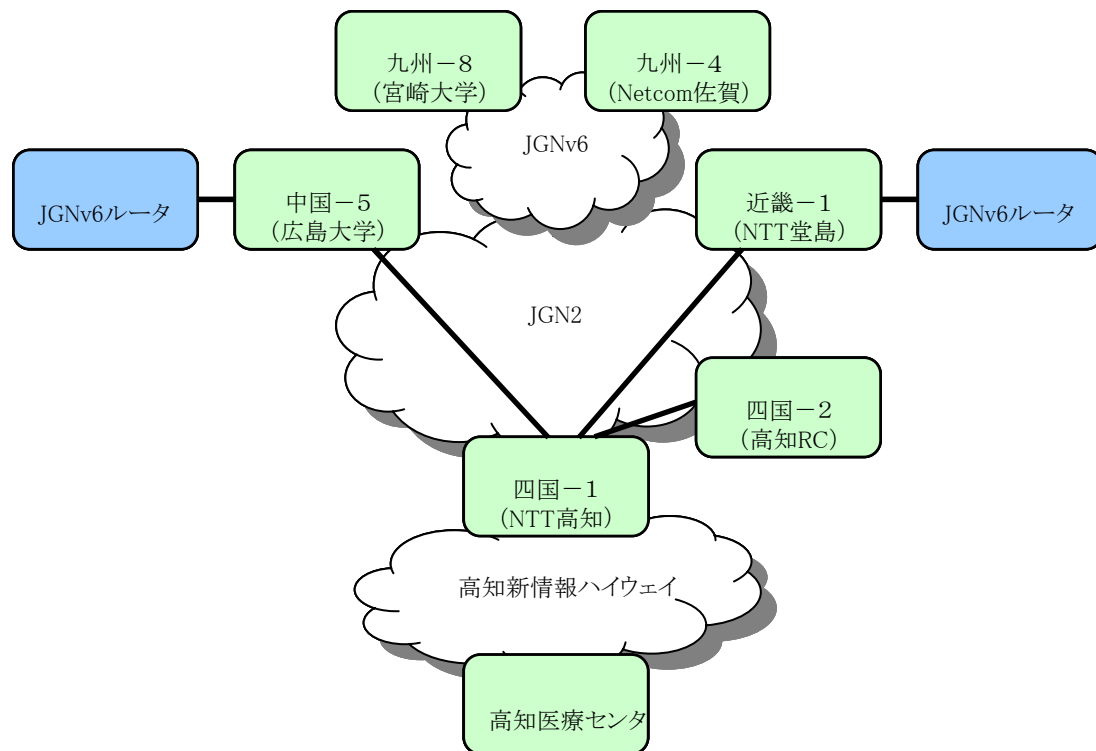 九州－８
（宮崎大学）
九州－４
（Netcom佐賀）
JGNv6
JGNv6ルータ
中国－５
（広島大学）
近畿－１
（NTT堂島）
JGNv6ルータ
JGN2
四国－２
（高知RC）
四国－１
（NTT高知）
高知新情報ハイウェイ
高知医療センタ